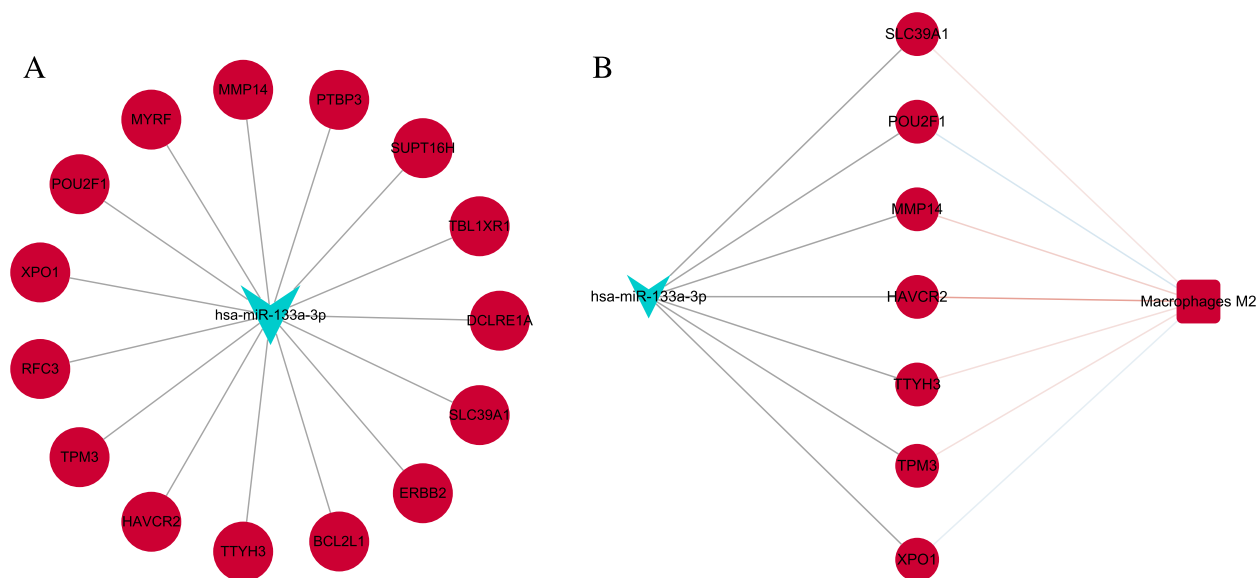 A
MMP14
PTBP3
MYRF
SUPT16H
POU2F1
TBL1XR1
XPO1
hsa-miR-133a-3p
DCLRE1A
RFC3
SLC39A1
TPM3
ERBB2
HAVCR2
BCL2L1
TTYH3
B
SLC39A1
POU2F1
MMP14
hsa-miR-133a-3p
HAVCR2
Macrophages M2
TTYH3
TPM3
XPO1